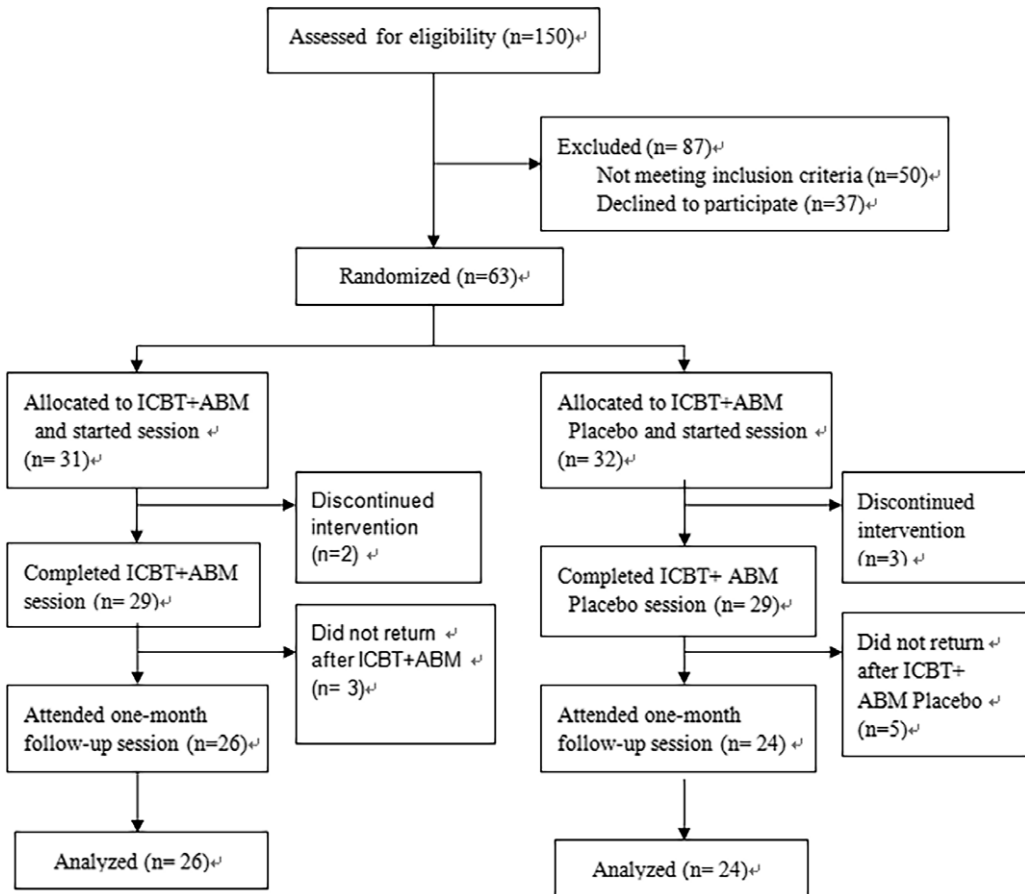 Assessed for eligibility (n=150)↵
Excluded (n= 87)↵
Not meeting inclusion criteria (n=50)↵
Declined to participate (n=37)↵
Randomized (n=63)↵
Allocated to ICBT+ABM
and started session ↵
(n= 31)↵
Allocated to ICBT+ABM
Placebo and started session ↵
(n= 32)↵
Discontinued
intervention
(n=2) ↵
Discontinued
intervention
(n=3)↵
Completed ICBT+ABM
session (n= 29)↵
Completed ICBT+ ABM
Placebo session (n= 29)↵
Did not return ↵
after ICBT+ABM ↵
(n= 3)↵
Did not return ↵
after ICBT+
ABM Placebo ↵
(n=5)↵
Attended one-month
follow-up session (n=26)↵
Attended one-month
follow-up session (n= 24) ↵
Analyzed (n= 26)↵
Analyzed (n= 24)↵